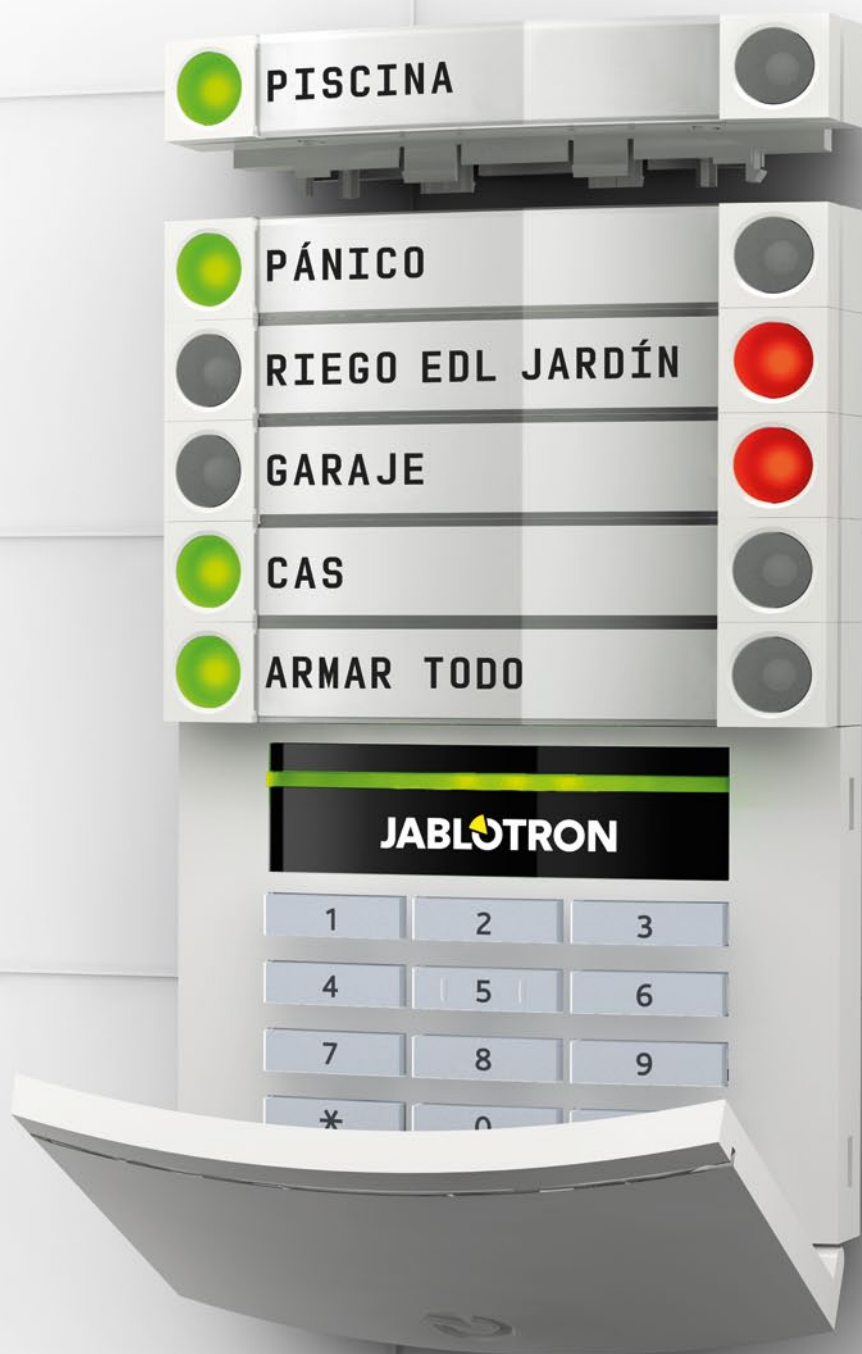 PISCINA
PÁNICO
RIEGO EDL JARDÍN
GARAJE
CAS
ARMAR TODO
JABLOTRON
1 2 3
4 5 6
7 8 9
* 0